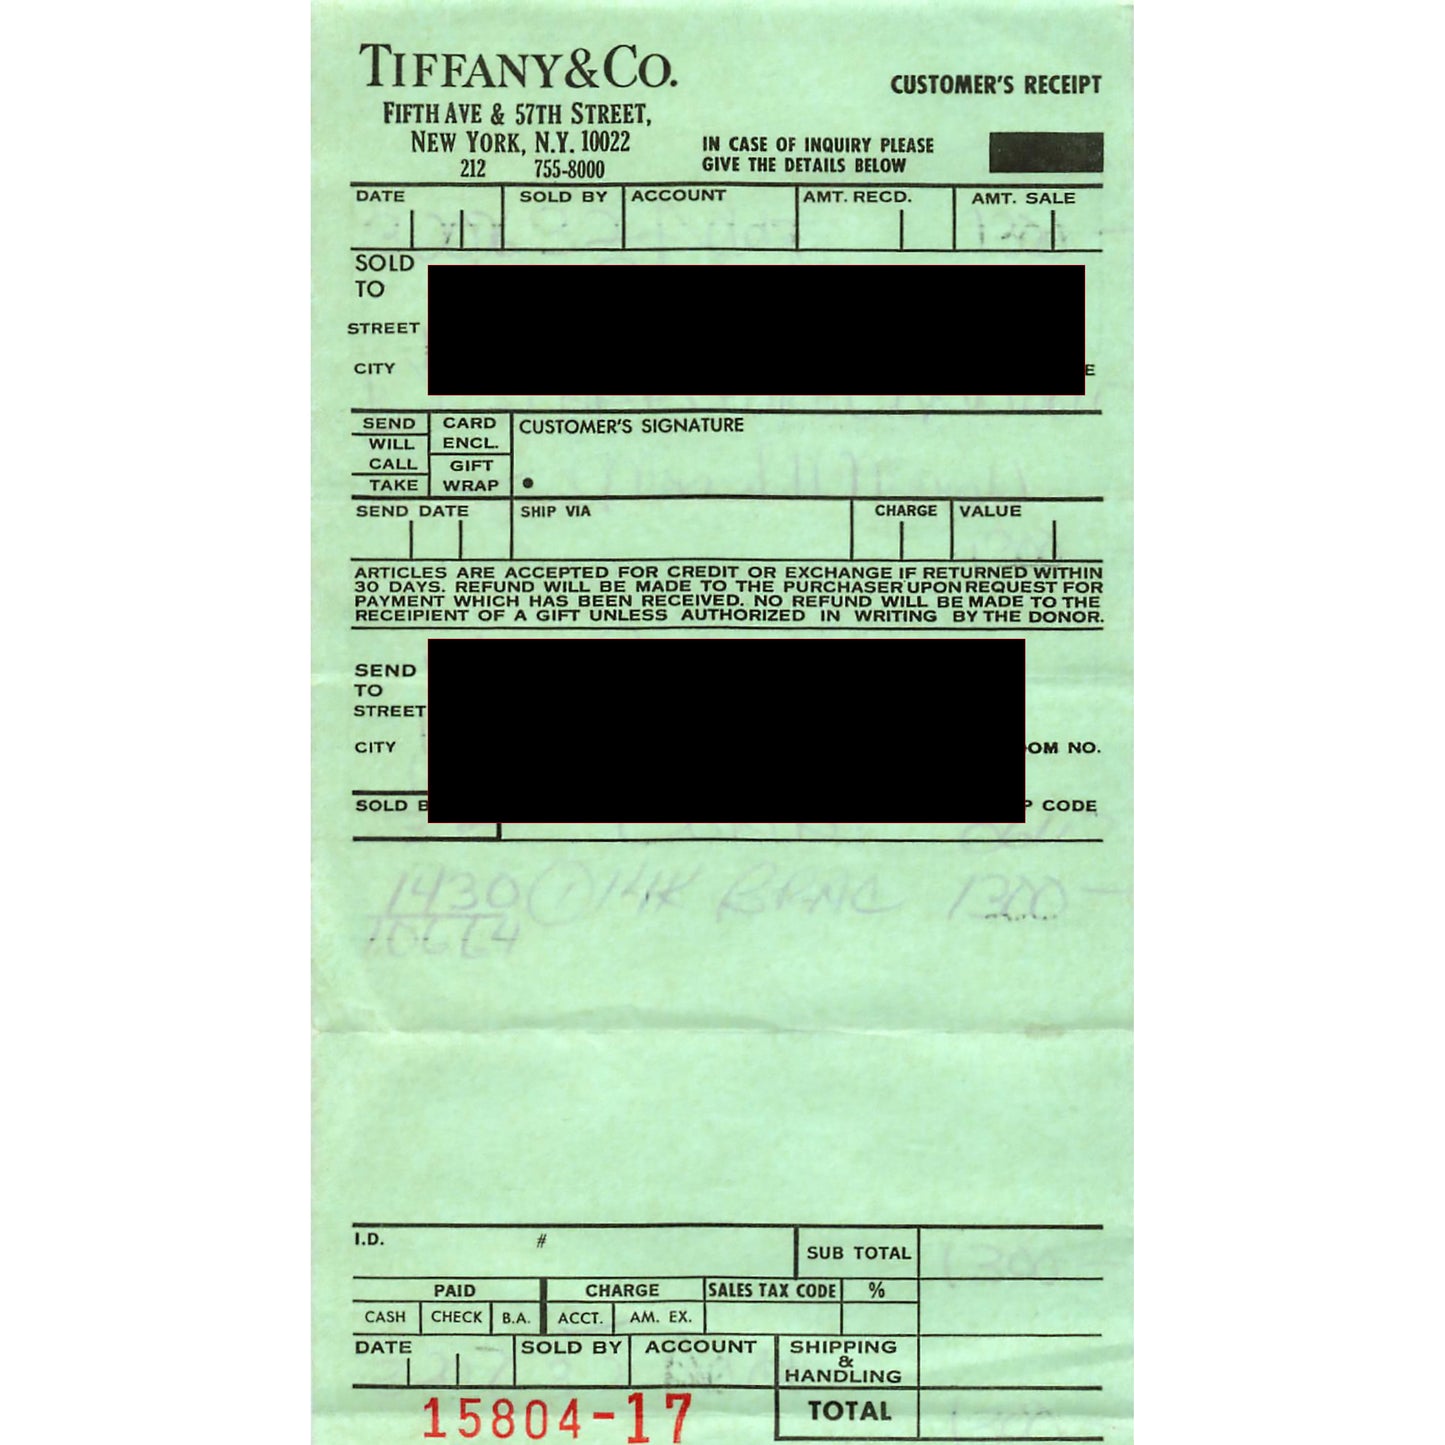 TIFFANY & CO.
CUSTOMER'S RECEIPT
FIFTH AVE & 57TH STREET,
NEW YORK, N.Y. 10022
212 755-8000
IN CASE OF INQUIRY PLEASE
GIVE THE DETAILS BELOW
DATE SOLD BY ACCOUNT AMT. RECD. AMT. SALE
SOLD
TO
STREET
CITY
SEND CARD CUSTOMER'S SIGNATURE
WILL ENCL.
CALL GIFT
TAKE WRAP
SEND DATE SHIP VIA CHARGE VALUE
ARTICLES ARE ACCEPTED FOR CREDIT OR EXCHANGE IF RETURNED WITHIN
30 DAYS. REFUND WILL BE MADE TO THE PURCHASER UPON REQUEST FOR
PAYMENT WHICH HAS BEEN RECEIVED. NO REFUND WILL BE MADE TO THE
RECEIPIENT OF A GIFT UNLESS AUTHORIZED IN WRITING BY THE DONOR.
SEND
TO
STREET
CITY OM NO.
SOLD B P CODE
1430 (1) 14K BRAC 1300 -
I.D. # SUB TOTAL 1300 -
PAID CHARGE SALES TAX CODE %
CASH CHECK B.A. ACCT. AM. EX.
DATE SOLD BY ACCOUNT SHIPPING
&
HANDLING
15804-17 TOTAL